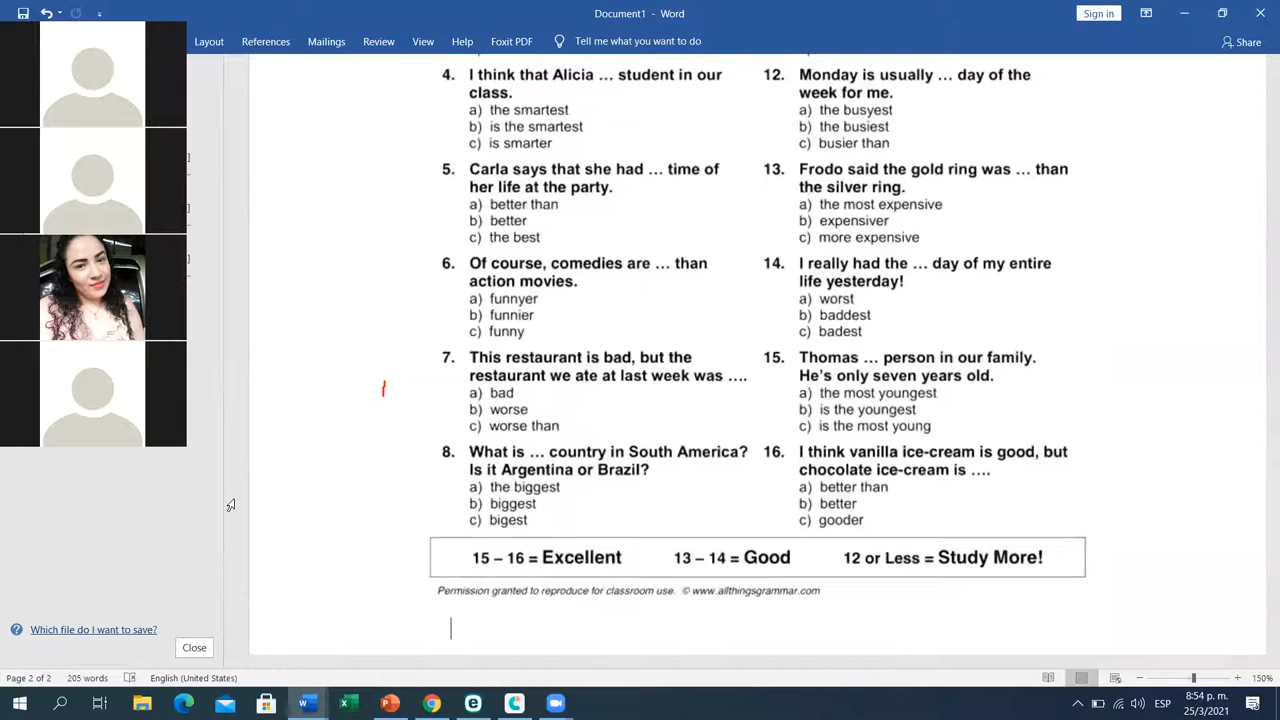 Document1 - Word
Sign in
Layout References Mailings Review View Help Foxit PDF Tell me what you want to do
Share
4. I think that Alicia … student in our
class.
a) the smartest
b) is the smartest
c) is smarter
5. Carla says that she had … time of
her life at the party.
a) better than
b) better
c) the best
6. Of course, comedies are … than
action movies.
a) funnyer
b) funnier
c) funny
7. This restaurant is bad, but the
restaurant we ate at last week was ….
a) bad
b) worse
c) worse than
8. What is … country in South America?
Is it Argentina or Brazil?
a) the biggest
b) biggest
c) bigest
12. Monday is usually … day of the
week for me.
a) the busyest
b) the busiest
c) busier than
13. Frodo said the gold ring was … than
the silver ring.
a) the most expensive
b) expensiver
c) more expensive
14. I really had the … day of my entire
life yesterday!
a) worst
b) baddest
c) badest
15. Thomas … person in our family.
He's only seven years old.
a) the most youngest
b) is the youngest
c) is the most young
16. I think vanilla ice-cream is good, but
chocolate ice-cream is ….
a) better than
b) better
c) gooder
15 – 16 = Excellent 13 – 14 = Good 12 or Less = Study More!
Permission granted to reproduce for classroom use. © www.allthingsgrammar.com
Which file do I want to save?
Close
Page 2 of 2 205 words English (United States) 150%
ESP 8:54 p. m.
25/3/2021